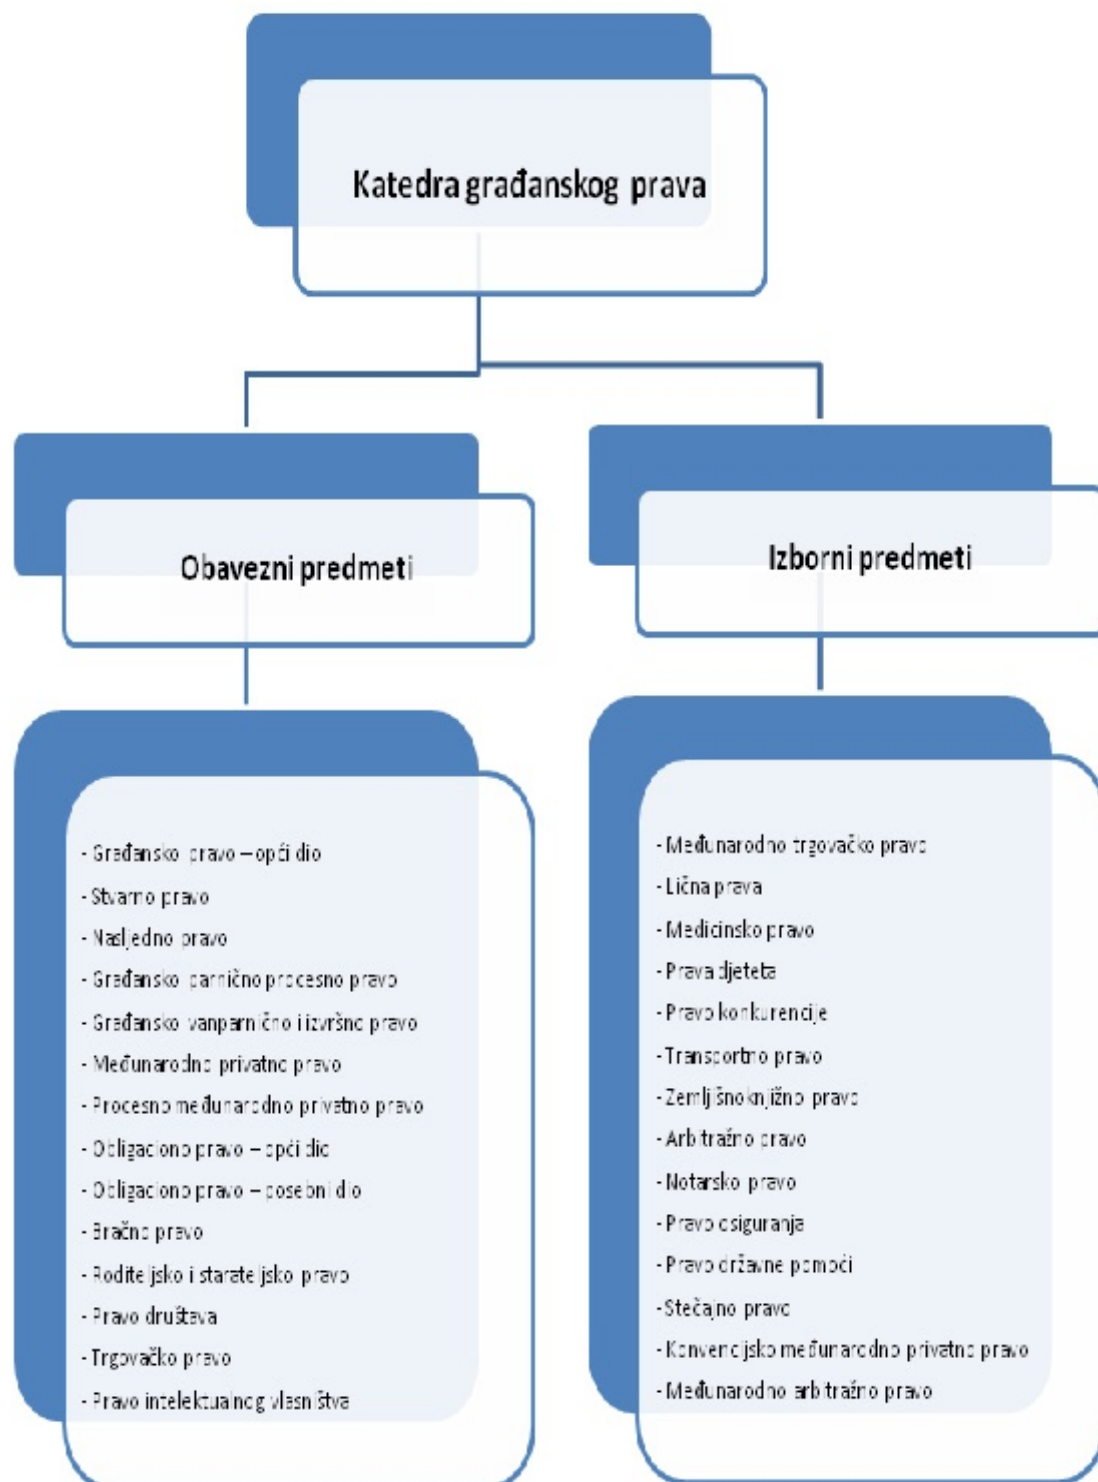 Katedra građanskog prava
Obavezni predmeti
- Građansko pravo – opći dio
- Stvarno pravo
- Nasljedno pravo
- Građansko parnično procesno pravo
- Građansko vanparnično i izvršno pravo
- Međunarodno privatno pravo
- Procesno međunarodno privatno pravo
- Obligaciono pravo – opći dio
- Obligaciono pravo – posebni dio
- Bračno pravo
- Roditeljsko i starateljsko pravo
- Pravo društava
- Trgovačko pravo
- Pravo intelektualnog vlasništva
Izborni predmeti
- Međunarodno trgovačko pravo
- Lična prava
- Medicinsko pravo
- Prava djeteta
- Pravo konkurencije
- Transportno pravo
- Zemljišnoknjižno pravo
- Arbitražno pravo
- Notarsko pravo
- Pravo osiguranja
- Pravo državne pomoći
- Stečajno pravo
- Konvencijsko međunarodno privatno pravo
- Međunarodno arbitražno pravo